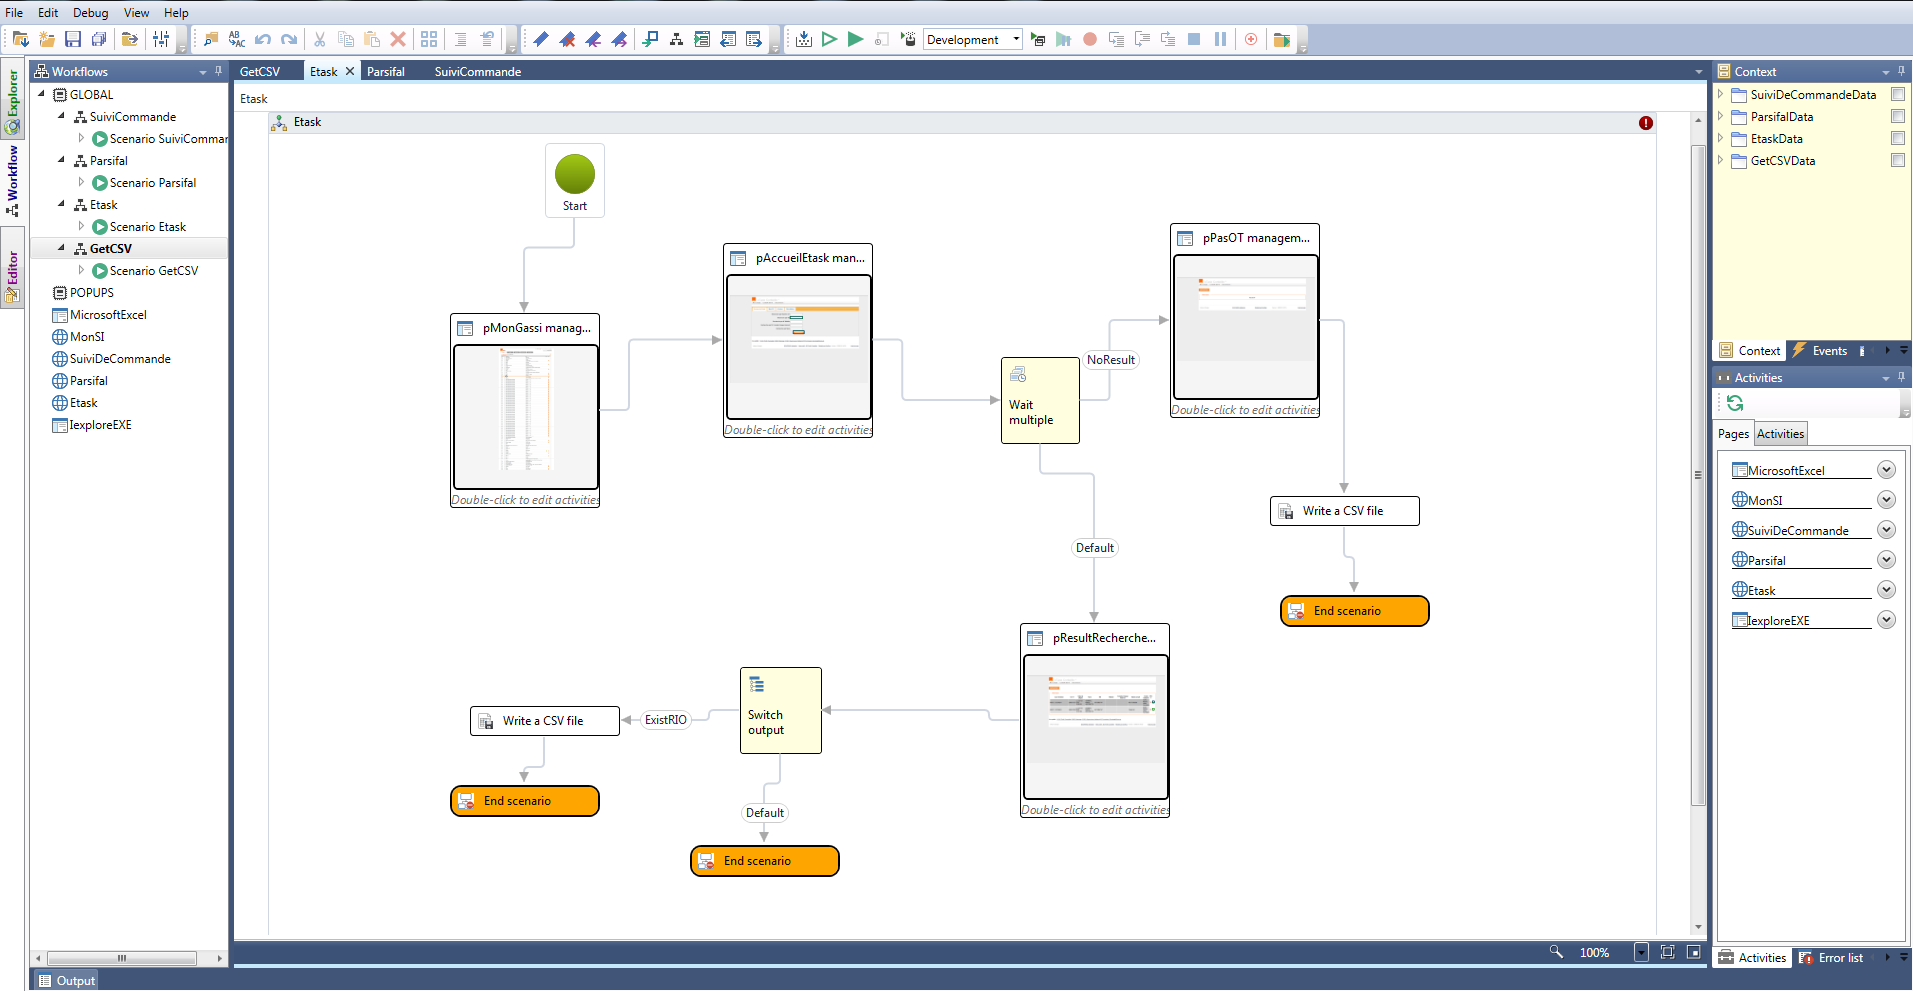 File Edit Debug View Help
AB
AC
Development
Explorer
Workflow
Editor
Workflows
GLOBAL
SuiviCommande
Scenario SuiviCommar
Parsifal
Scenario Parsifal
Etask
Scenario Etask
GetCSV
Scenario GetCSV
POPUPS
MicrosoftExcel
MonSI
SuiviDeCommande
Parsifal
Etask
IexploreEXE
Output
GetCSV Etask Parsifal SuiviCommande
Etask
Etask
Start
pMonGassi manag...
Double-click to edit activities
pAccueilEtask man...
Double-click to edit activities
Wait
multiple
NoResult
pPasOT managem...
Double-click to edit activities
Write a CSV file
End scenario
Default
pResultRecherche...
Double-click to edit activities
Switch
output
ExistRIO
Write a CSV file
End scenario
Default
End scenario
100%
Context
SuiviDeCommandeData
ParsifalData
EtaskData
GetCSVData
Context Events
Activities
Pages Activities
MicrosoftExcel
MonSI
SuiviDeCommande
Parsifal
Etask
IexploreEXE
Activities Error list